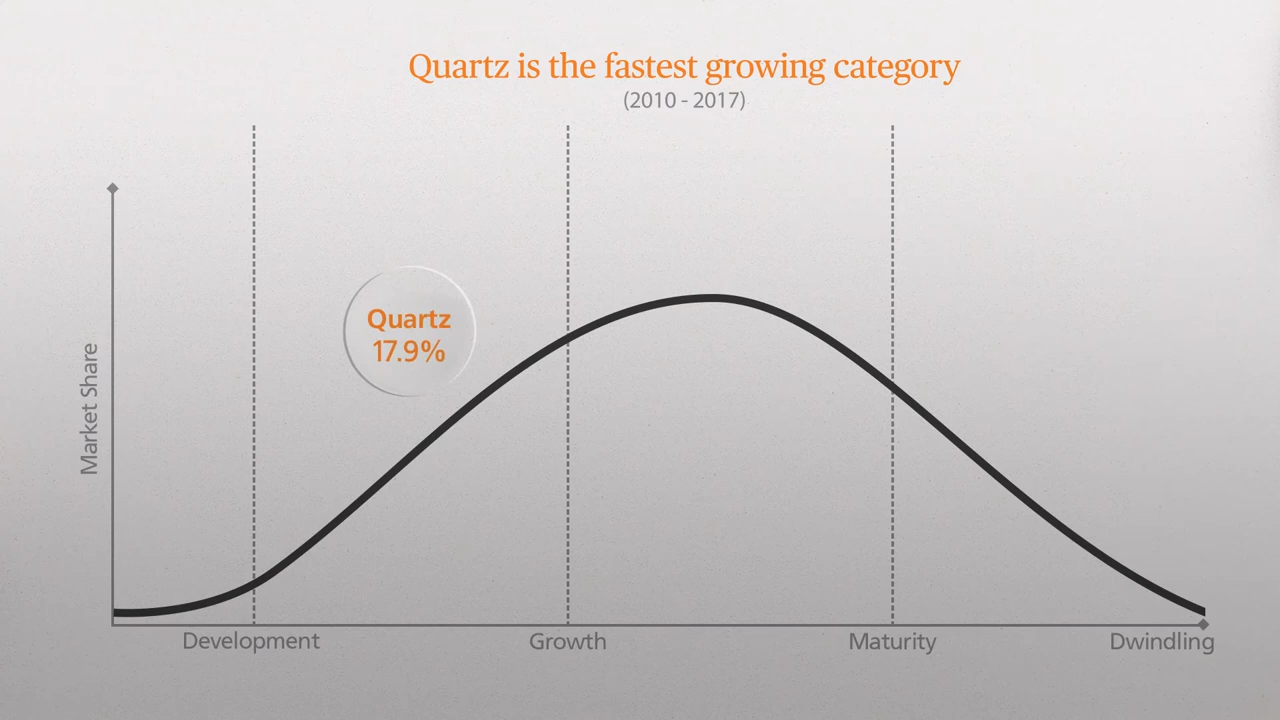 Quartz is the fastest growing category
(2010 - 2017)
Quartz
17.9%
Market Share
Development
Growth
Maturity
Dwindling